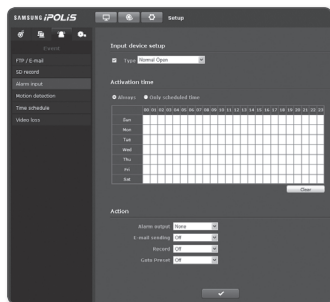 SAMSUNG iPOLiS
Setup
Event
FTP / E-mail
SD record
Alarm input
Motion detection
Time schedule
Video loss
Input device setup
Type Normal Open
Activation time
Always Only scheduled time
00 01 02 03 04 05 06 07 08 09 10 11 12 13 14 15 16 17 18 19 20 21 22 23
Sun
Mon
Tue
Wed
Thu
Fri
Sat
Clear
Action
Alarm output None
E-mail sending Off
Record Off
Goto Preset Off